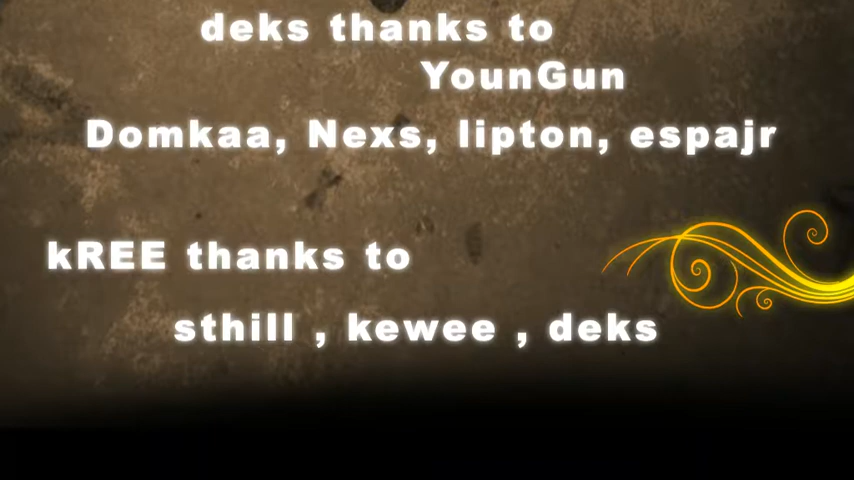 deks thanks to
YounGun
Domkaa, Nexs, lipton, espajr
kREE thanks to
sthill , kewee , deks